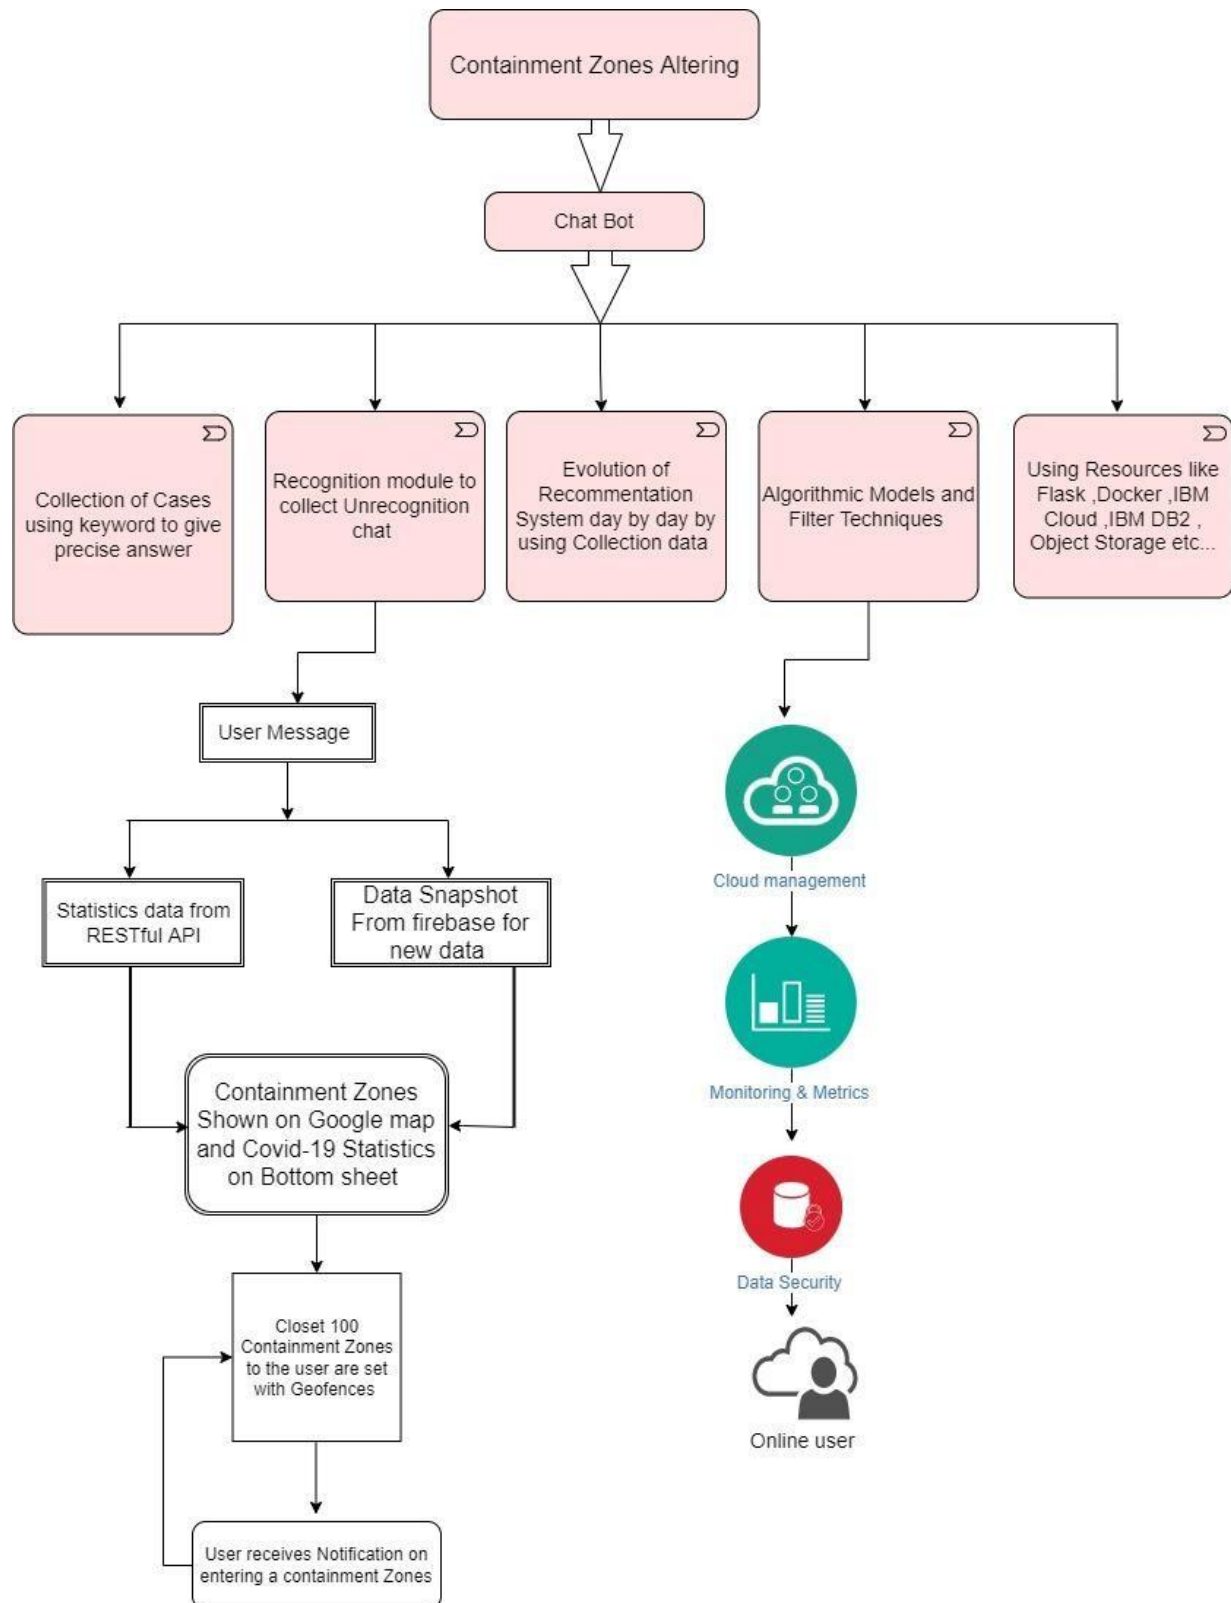 Containment Zones Altering
Chat Bot
Collection of Cases
using keyword to give
precise answer
Recognition module to
collect Unrecognition
chat
Evolution of
Recommentation
System day by day by
using Collection data
Algorithmic Models and
Filter Techniques
Using Resources like
Flask ,Docker ,IBM
Cloud ,IBM DB2 ,
Object Storage etc...
User Message
Statistics data from
RESTful API
Data Snapshot
From firebase for
new data
Containment Zones
Shown on Google map
and Covid-19 Statistics
on Bottom sheet
Closet 100
Containment Zones
to the user are set
with Geofences
User receives Notification on
entering a containment Zones
Cloud management
Monitoring & Metrics
Data Security
Online user